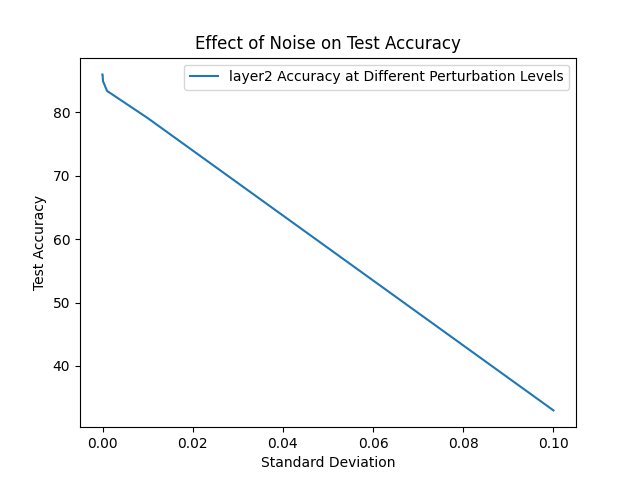 Effect of Noise on Test Accuracy
layer2 Accuracy at Different Perturbation Levels
80
70
60
50
40
Test Accuracy
0.00 0.02 0.04 0.06 0.08 0.10
Standard Deviation